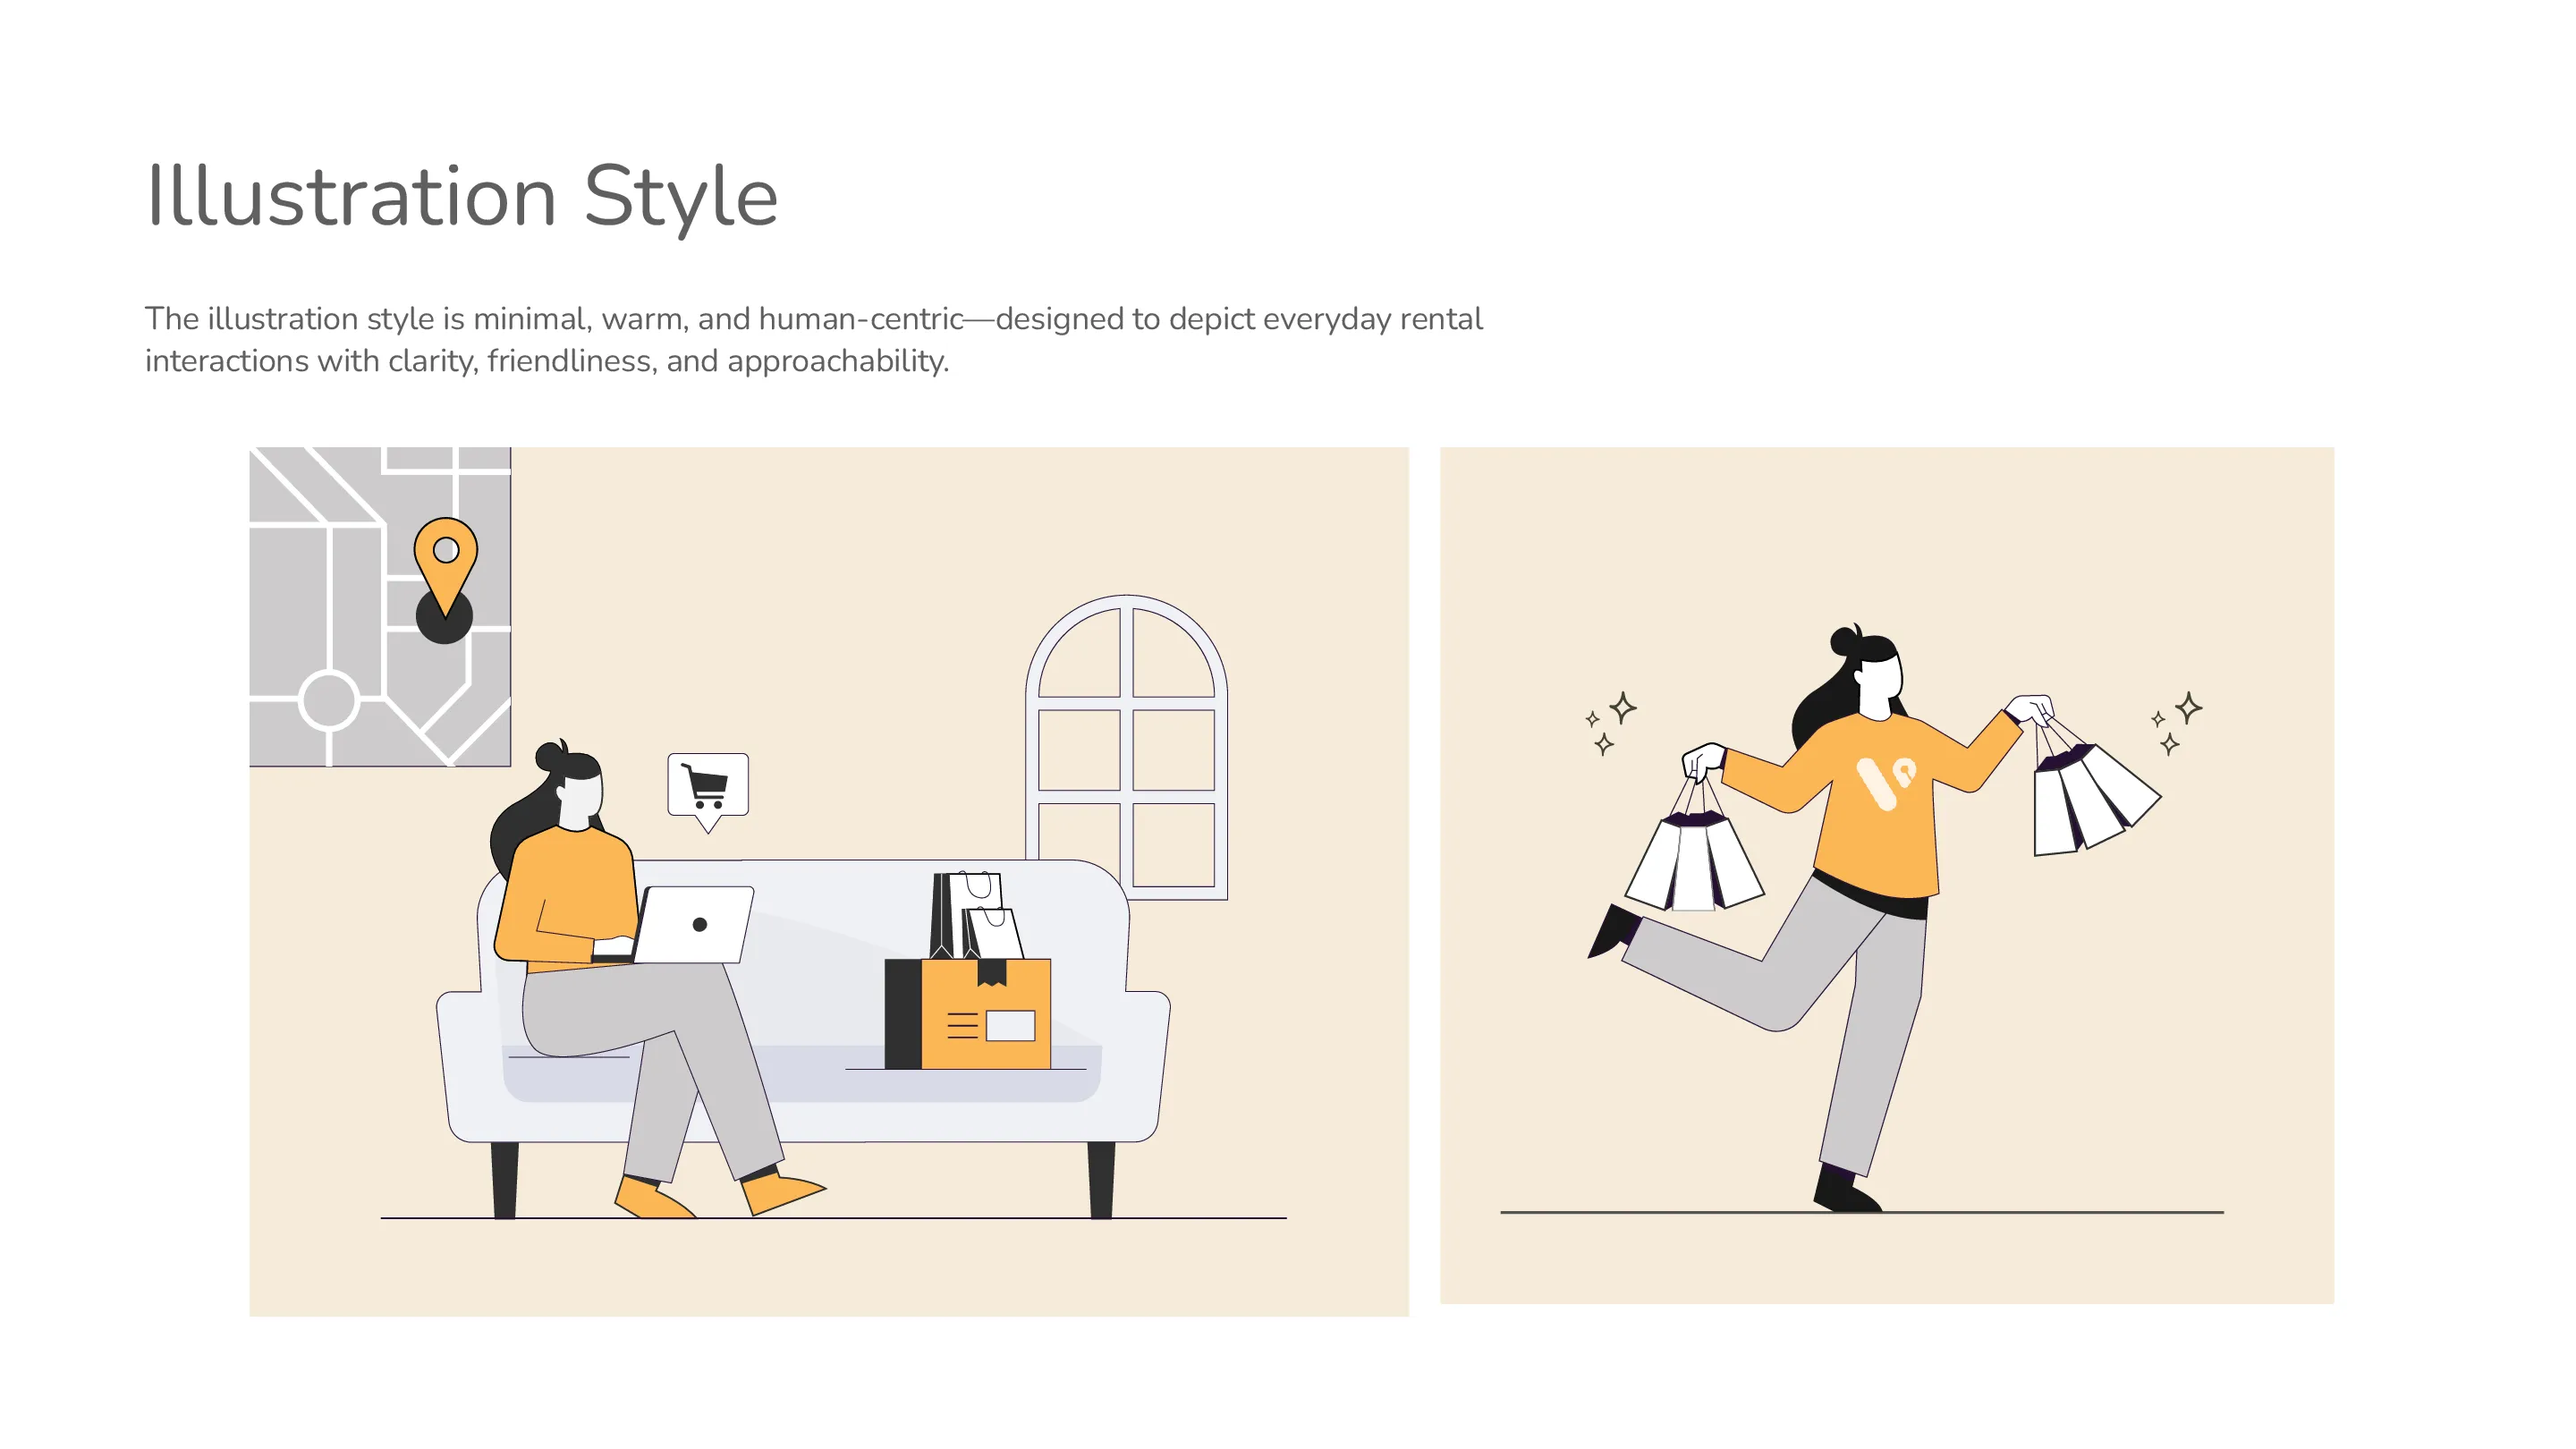 Illustration Style
The illustration style is minimal, warm, and human-centric—designed to depict everyday rental
interactions with clarity, friendliness, and approachability.